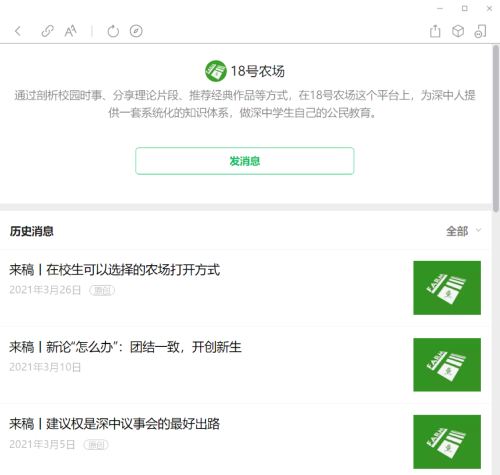 18号农场
通过剖析校园时事、分享理论片段、推荐经典作品等方式，在18号农场这个平台上，为深中人提
供一套系统化的知识体系，做深中学生自己的公民教育。
发消息
历史消息
全部
来稿丨在校生可以选择的农场打开方式
2021年3月26日 原创
FARM
来稿丨新论“怎么办”：团结一致，开创新生
2021年3月10日
FARM
来稿丨建议权是深中议事会的最好出路
2021年3月5日 原创
FARM